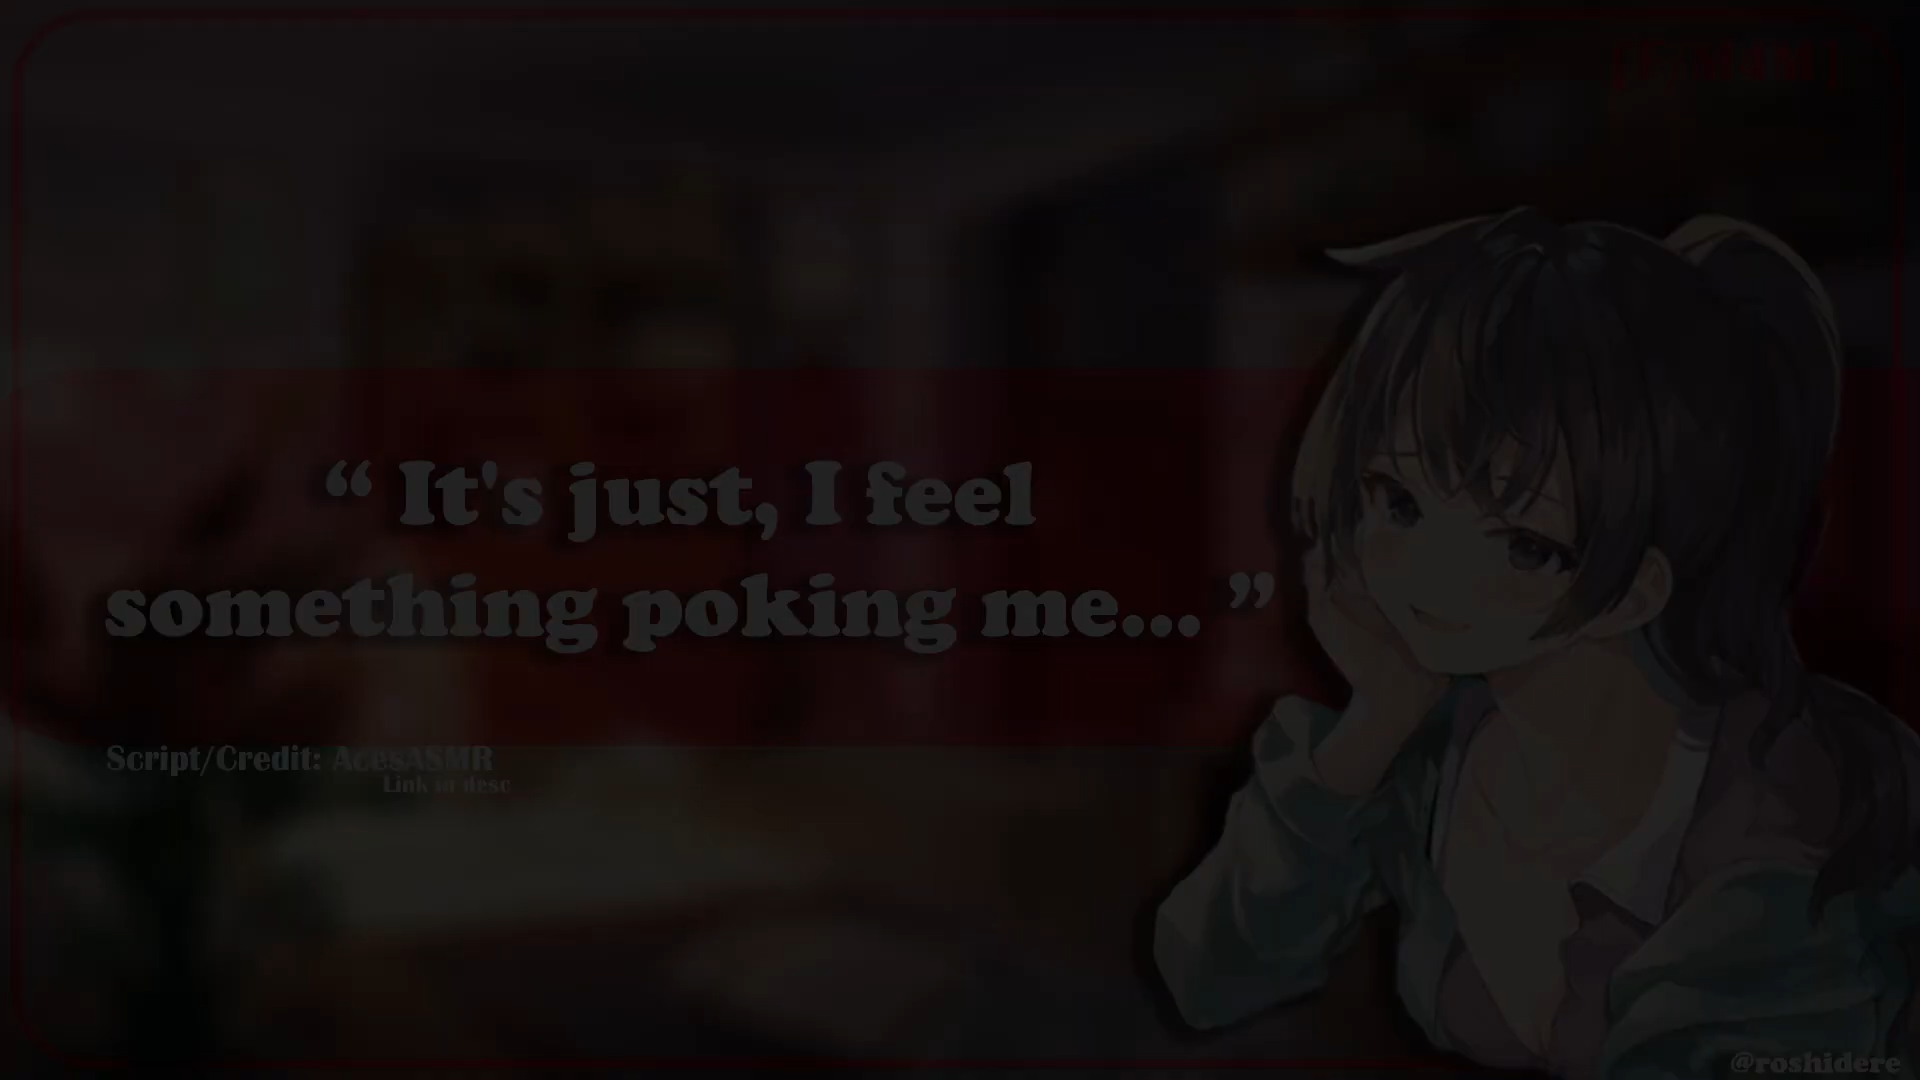 “ It's just, I feel
something poking me... ”
Script/Credit: AcesASMR
Link in desc
@roshidere